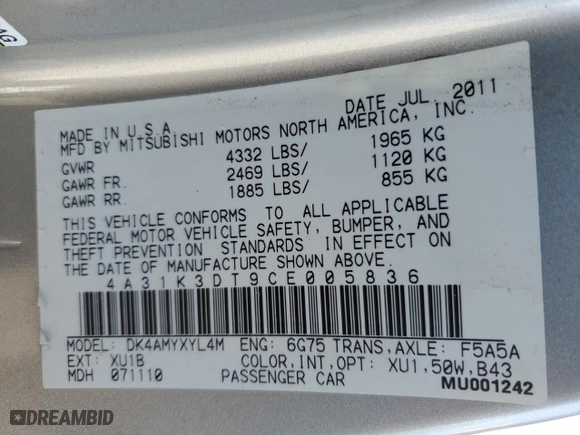 AG
DATE JUL 2011
MADE IN U.S.A.
MFD BY MITSUBISHI MOTORS NORTH AMERICA, INC.
GVWR 4332 LBS/ 1965 KG
GAWR FR. 2469 LBS/ 1120 KG
GAWR RR. 1885 LBS/ 855 KG
THIS VEHICLE CONFORMS TO ALL APPLICABLE
FEDERAL MOTOR VEHICLE SAFETY, BUMPER, AND
THEFT PREVENTION STANDARDS IN EFFECT ON
THE DATE OF MANUFACTURE SHOWN ABOVE.
4A31K3DT9CE005836
MODEL: DK4AMYXYL4M ENG: 6G75 TRANS,AXLE: F5A5A
EXT: XU1B COLOR,INT,OPT: XU1,50W,B43
MDH 071110 PASSENGER CAR MU001242
DREAMBID